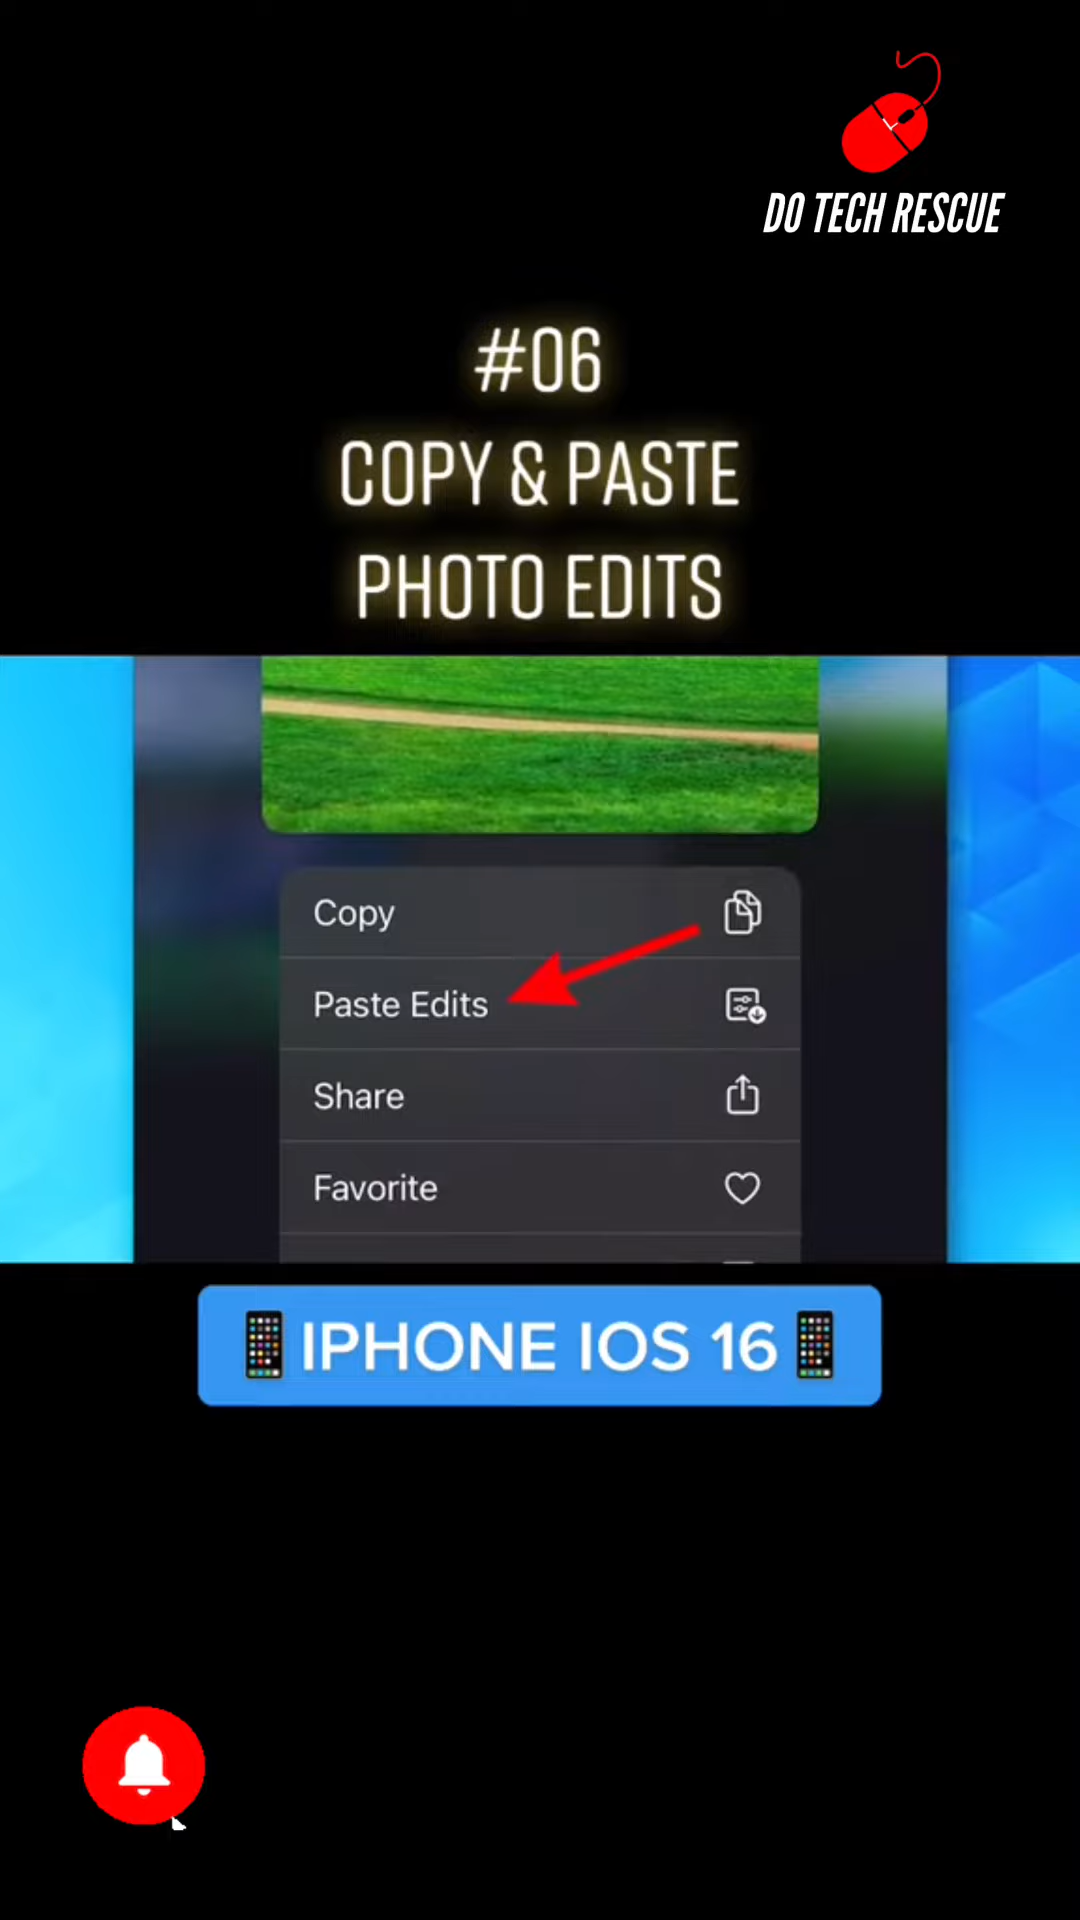 DO TECH RESCUE
#06
COPY & PASTE
PHOTO EDITS
Copy
Paste Edits
Share
Favorite
IPHONE IOS 16